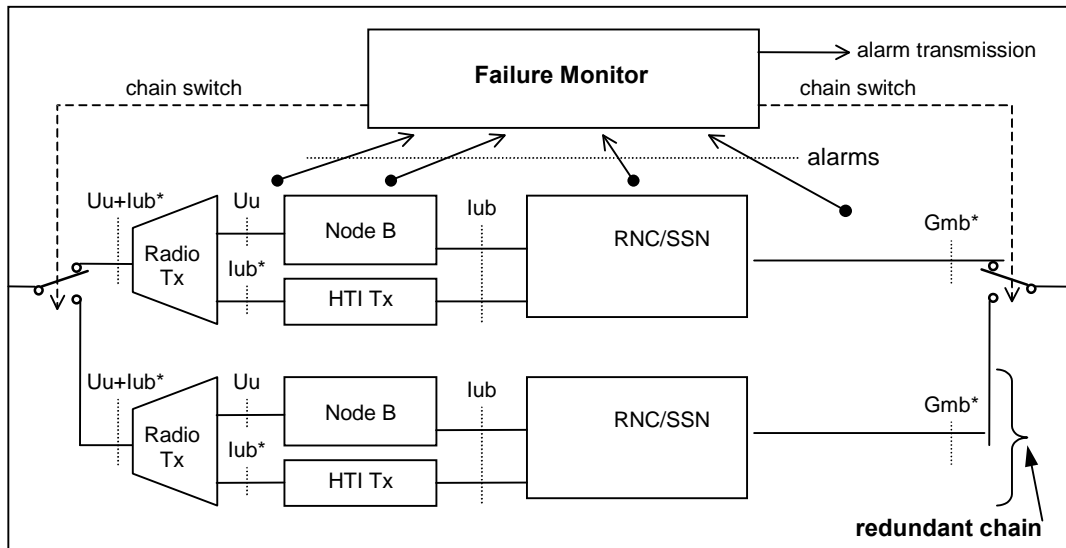 alarm transmission
Failure Monitor
chain switch
chain switch
alarms
Uu+Iub*
Uu
Iub
Gmb*
Node B
RNC/SSN
Radio
Tx
Iub*
HTI Tx
Uu+Iub*
Uu
Iub
Gmb*
Node B
RNC/SSN
Radio
Tx
Iub*
HTI Tx
redundant chain